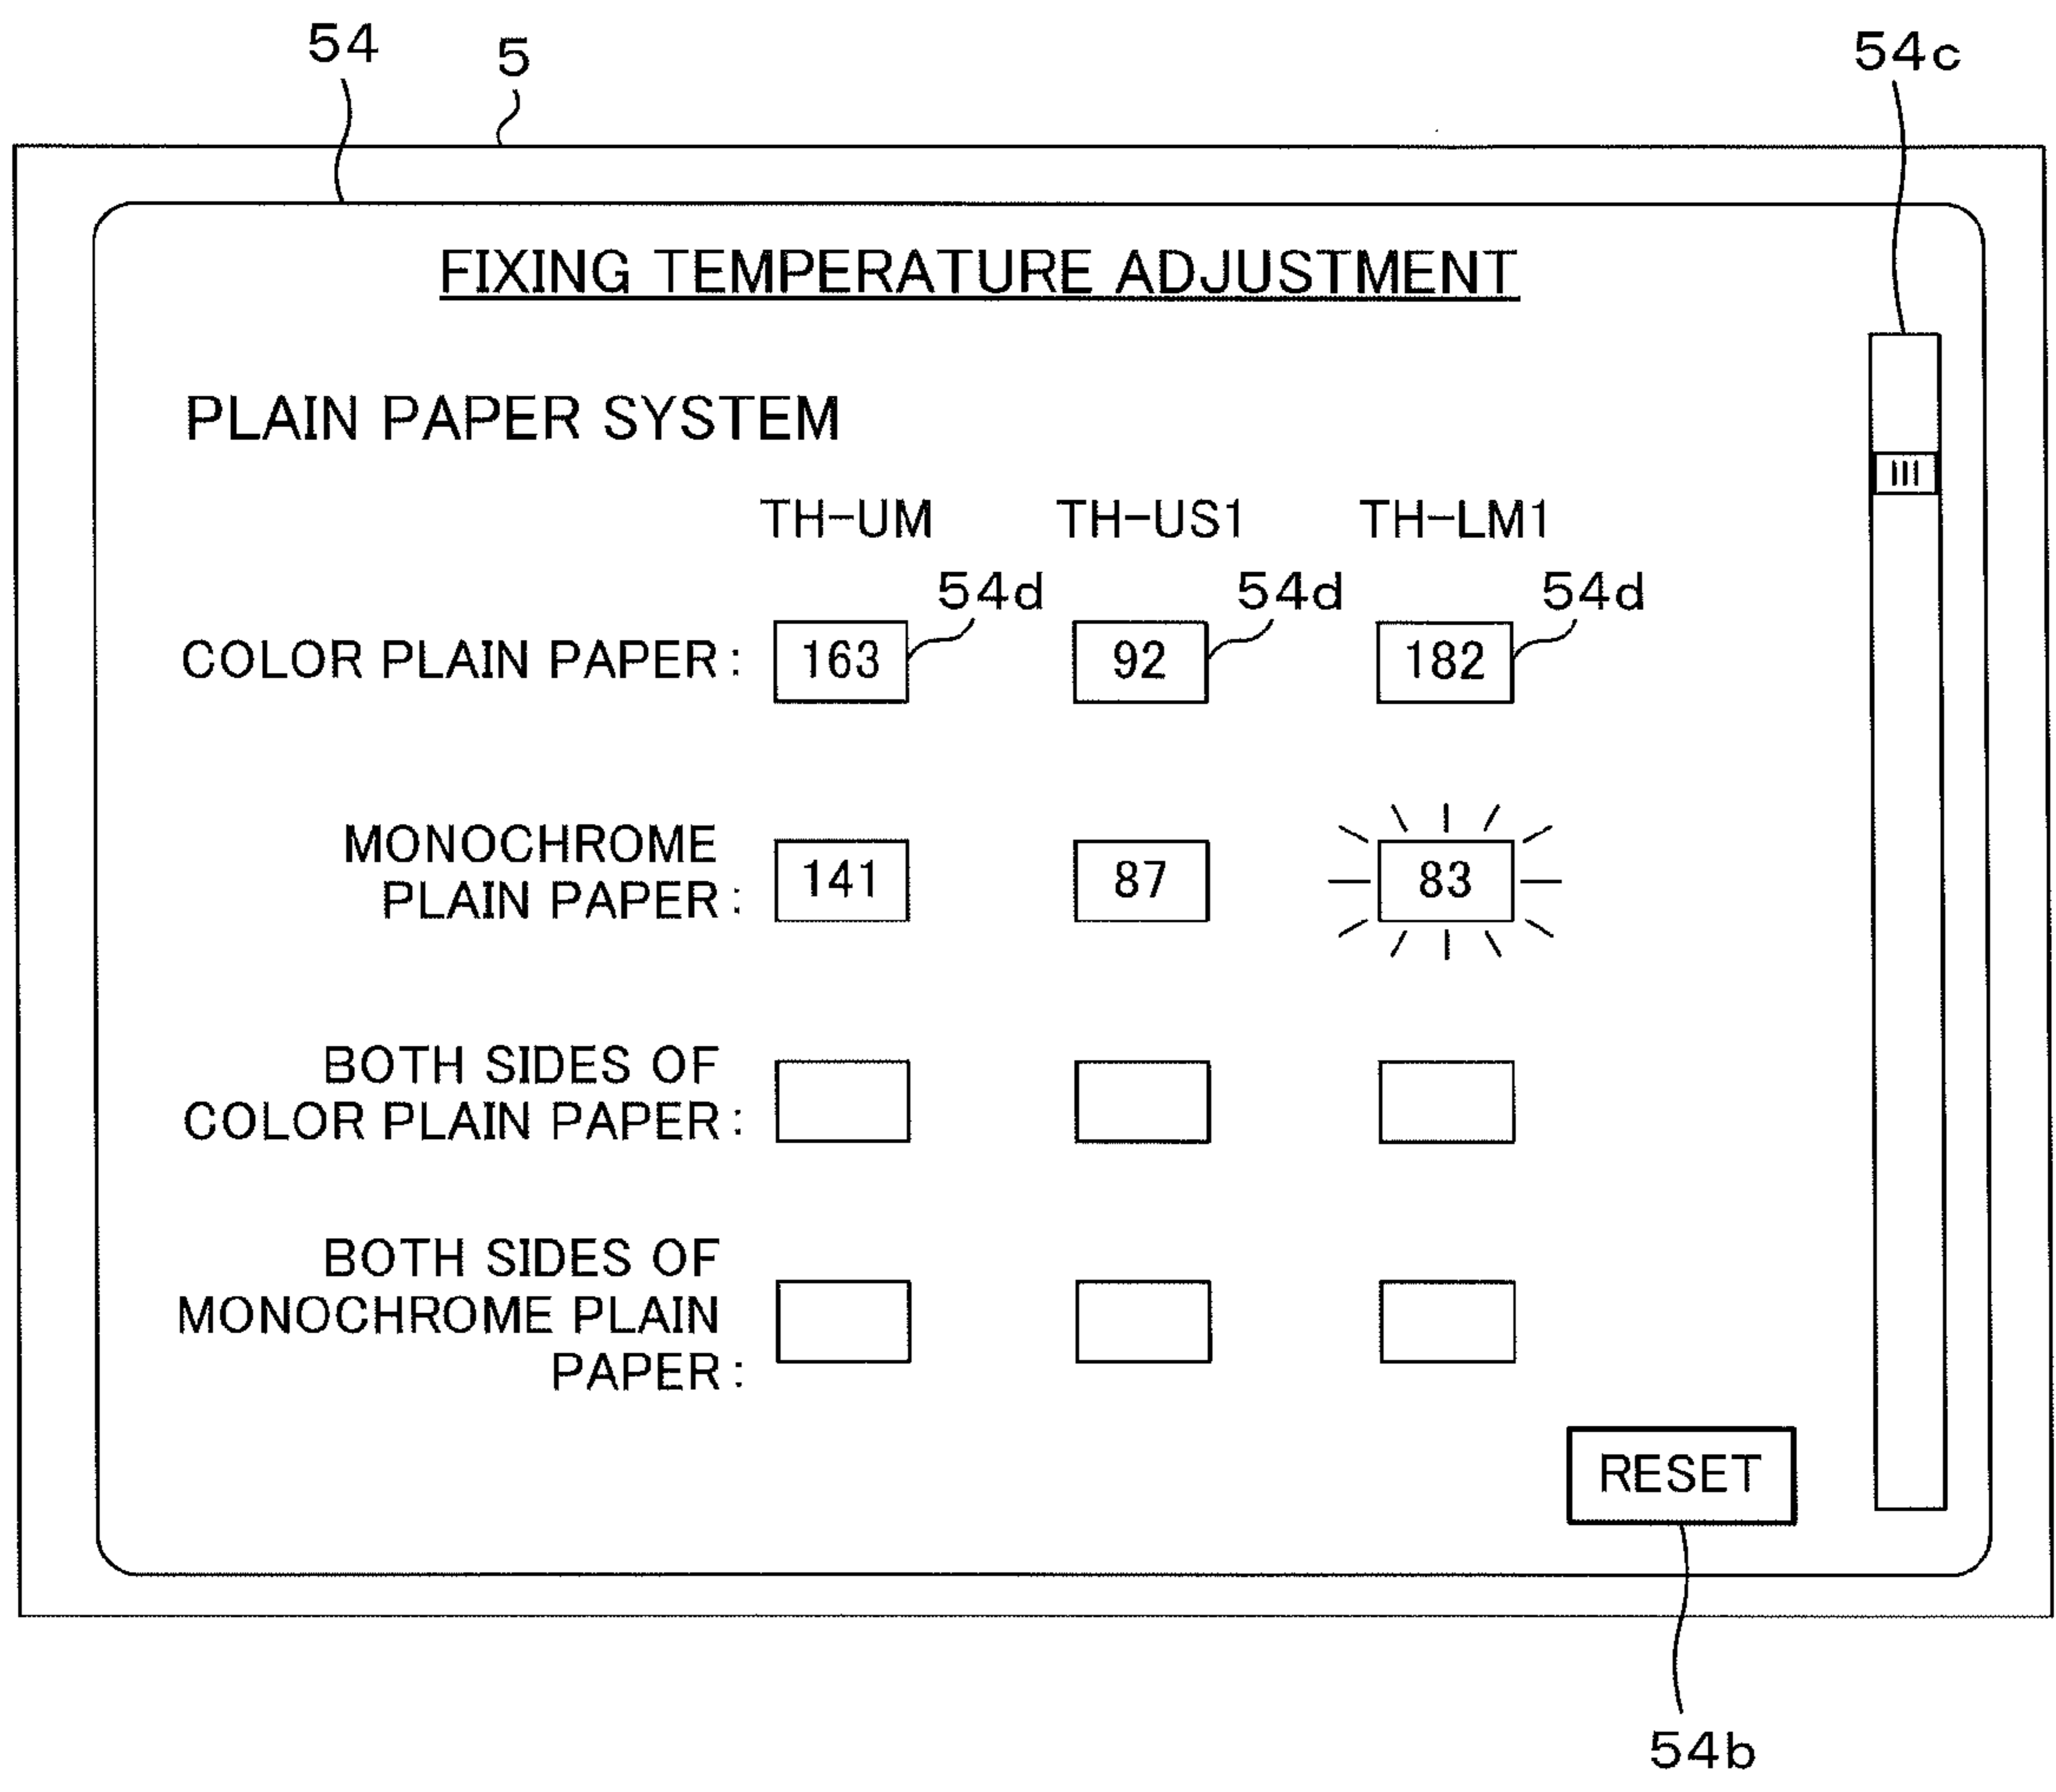 54 5 54c
FIXING TEMPERATURE ADJUSTMENT
PLAIN PAPER SYSTEM
TH-UM TH-US1 TH-LM1
54d 54d 54d
COLOR PLAIN PAPER: 163 92 182
MONOCHROME
PLAIN PAPER: 141 87 83
BOTH SIDES OF
COLOR PLAIN PAPER:
BOTH SIDES OF
MONOCHROME PLAIN
PAPER:
RESET
54b